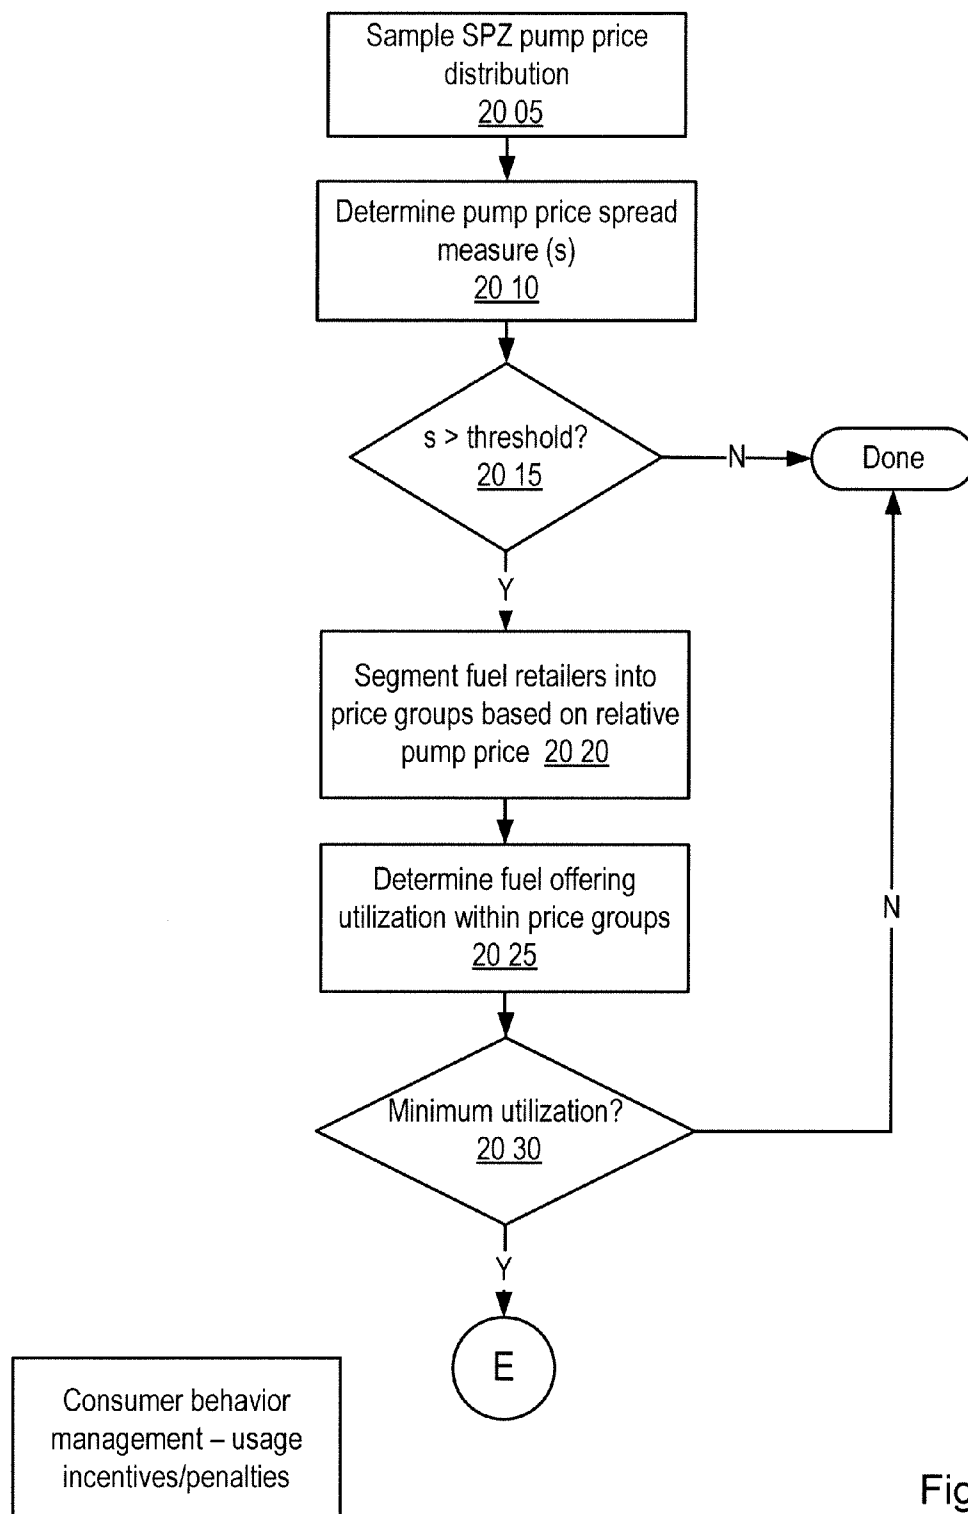 Sample SPZ pump price
distribution
20 05
Determine pump price spread
measure (s)
20 10
s > threshold?
20 15
N
Done
Y
Segment fuel retailers into
price groups based on relative
pump price 20 20
Determine fuel offering
utilization within price groups
20 25
N
Minimum utilization?
20 30
Y
E
Consumer behavior
management – usage
incentives/penalties
Fig